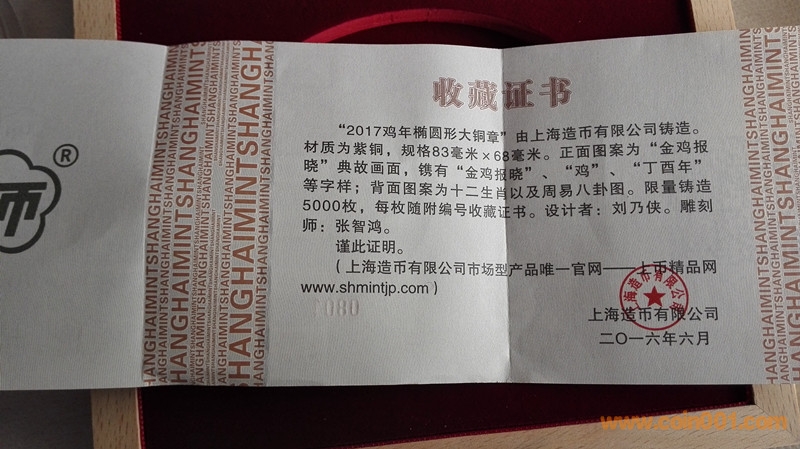 收藏证书
“2017鸡年椭圆形大铜章”由上海造币有限公司铸造。
材质为紫铜，规格83毫米×68毫米。正面图案为“金鸡报
晓”典故画面，镌有“金鸡报晓”、“鸡”、“丁酉年”
等字样；背面图案为十二生肖以及周易八卦图。限量铸造
5000枚，每枚随附编号收藏证书。设计者：刘乃侠。雕刻
师：张智鸿。
谨此证明。
（上海造币有限公司市场型产品唯一官网——上币精品网
www.shmintjp.com）
上海造币有限公司
二〇一六年六月
币®
SHANGHAIMINTSHANGHAIMINTSHANGHAIMINT
www.coin001.com